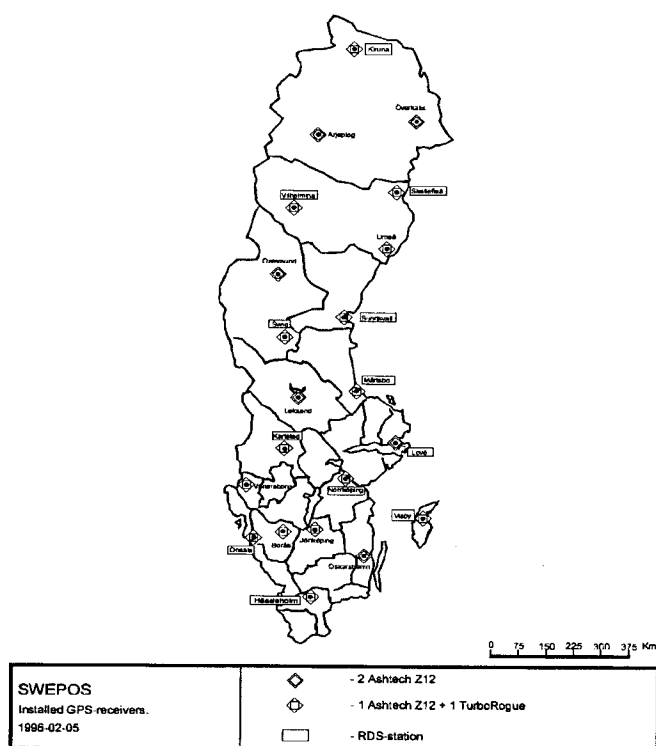 Kiruna
Överkalix
Arjeplog
Skellefteå
Vilhelmina
Umeå
Östersund
Sundsvall
Sveg
Mårtsbo
Leksand
Karlstad
Lovö
Vänersborg
Norrköping
Visby
Borås
Jönköping
Onsala
Oskarshamn
Hässleholm
0 75 150 225 300 375 Km
SWEPOS
Installed GPS-receivers.
1996-02-05
- 2 Ashtech Z12
- 1 Ashtech Z12 + 1 TurboRogue
- RDS-station